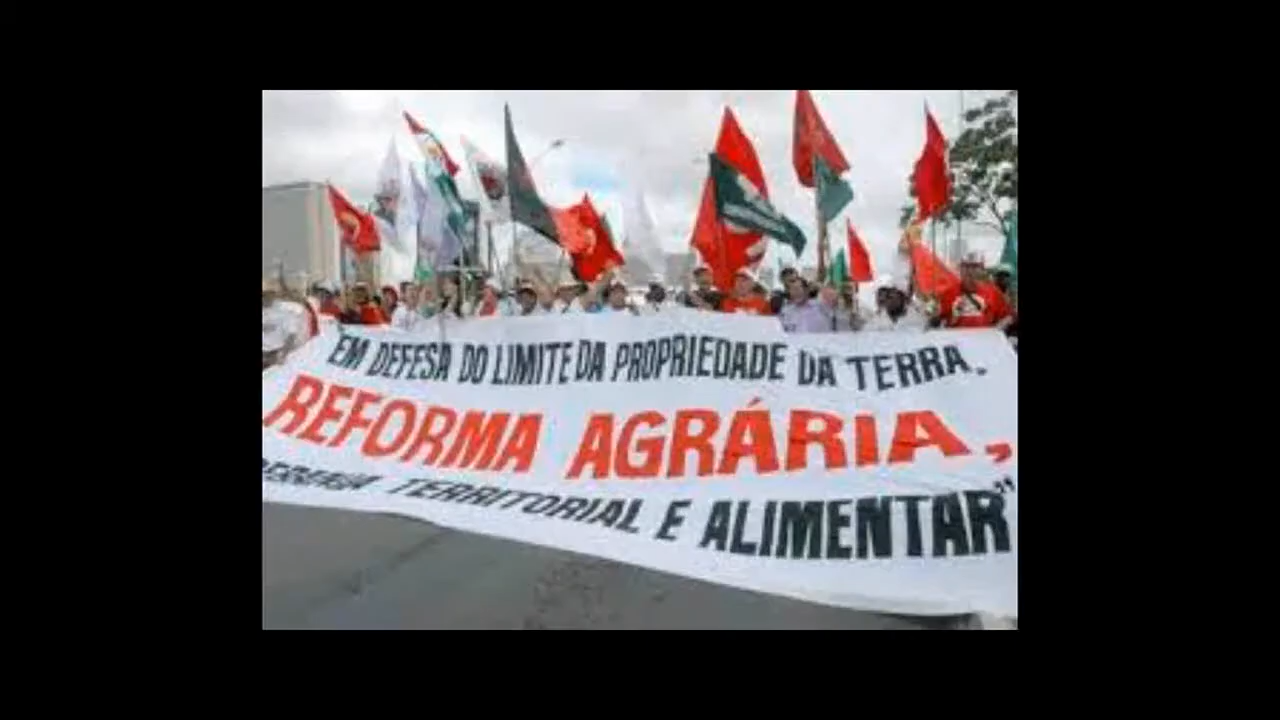 "EM DEFESA DO LIMITE DA PROPRIEDADE DA TERRA.
REFORMA AGRÁRIA,
TERRITORIAL E ALIMENTAR"